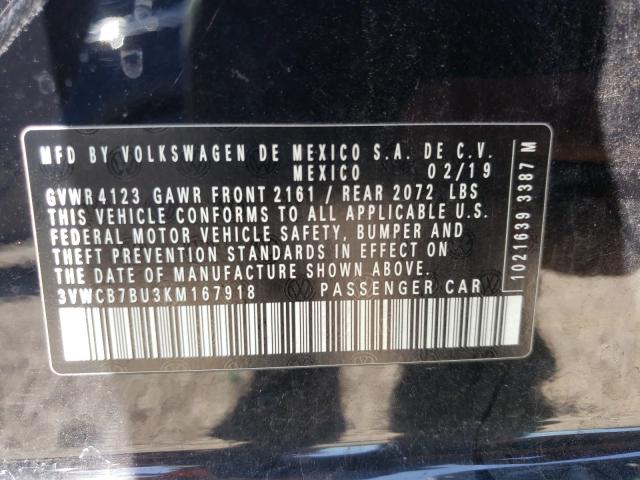 MFD BY VOLKSWAGEN DE MEXICO S.A. DE C.V.
MEXICO 02/19
GVWR 4123 GAWR FRONT 2161 / REAR 2072 LBS
THIS VEHICLE CONFORMS TO ALL APPLICABLE U.S.
FEDERAL MOTOR VEHICLE SAFETY, BUMPER AND
THEFT PREVENTION STANDARDS IN EFFECT ON
THE DATE OF MANUFACTURE SHOWN ABOVE.
3VWCB7BU3KM167918 PASSENGER CAR
1021639 3387 M